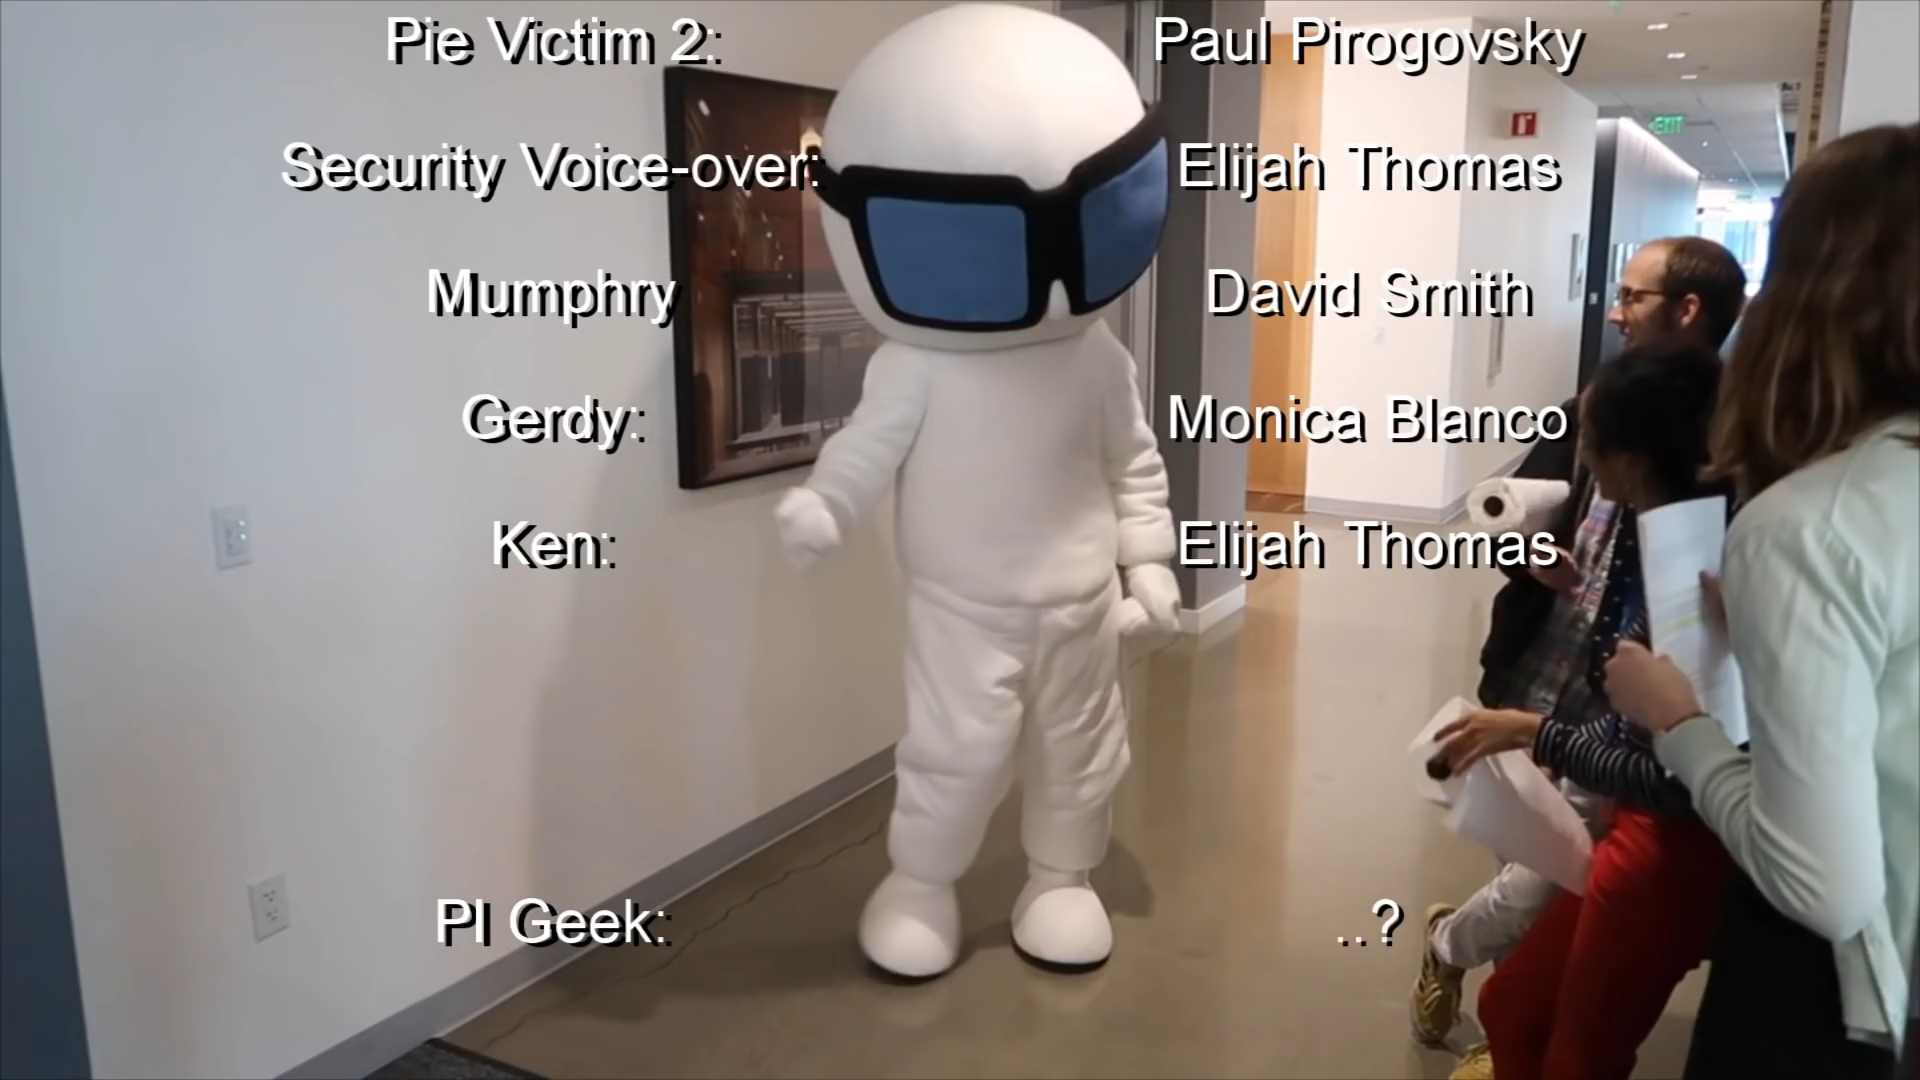 Pie Victim 2: Paul Pirogovsky
Security Voice-over: Elijah Thomas
Mumphry David Smith
Gerdy: Monica Blanco
Ken: Elijah Thomas
EXIT
PI Geek: ..?